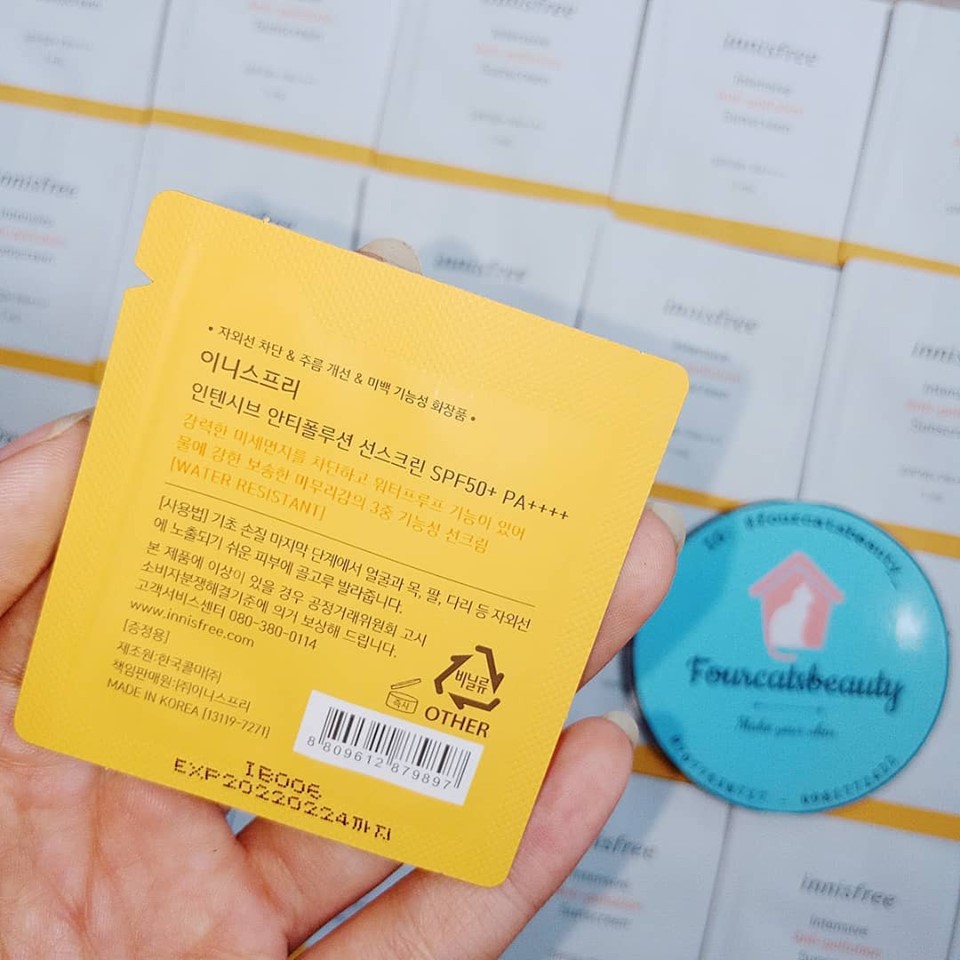 • 자외선 차단 & 주름 개선 & 미백 기능성 화장품 •
이니스프리
인텐시브 안티폴루션 선스크린 SPF50+ PA++++
강력한 미세먼지를 차단하고 워터프루프 기능이 있어
물에 강한 보송한 마무리감의 3중 기능성 선크림
[WATER RESISTANT]
[사용법] 기초 손질 마지막 단계에서 얼굴과 목, 팔, 다리 등 자외선
에 노출되기 쉬운 피부에 골고루 발라줍니다.
본 제품에 이상이 있을 경우 공정거래위원회 고시
소비자분쟁해결기준에 의거 보상해 드립니다.
고객서비스센터 080-380-0114
www.innisfree.com
[증정용]
제조원:한국콜마(주)
책임판매원:(주)이니스프리
MADE IN KOREA [13119-7271]
비닐류
OTHER
즉시
8 809612 879897
IB006
EXP20220224까지
innisfree
Intensive
Anti-pollution
Sunscreen
IG: @fourcatsbeauty
Fourcatsbeauty
Make your skin